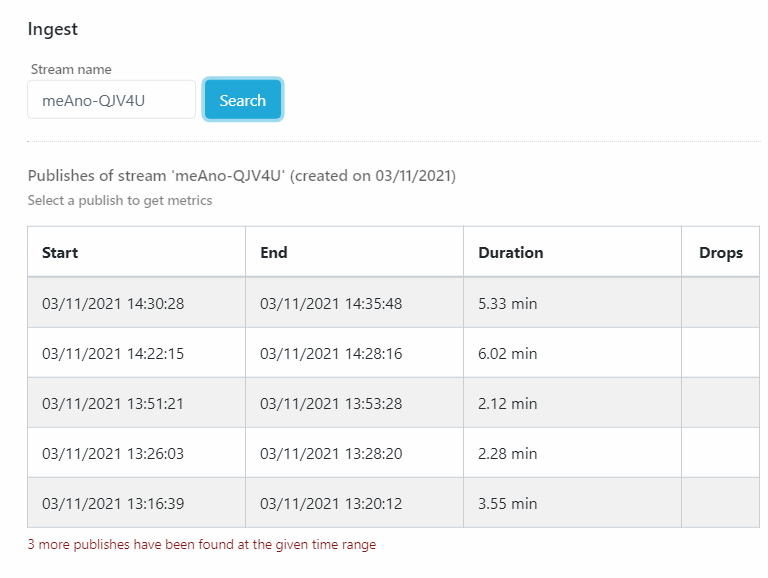 Ingest
Stream name
meAno-QJV4U Search
Publishes of stream 'meAno-QJV4U' (created on 03/11/2021)
Select a publish to get metrics
Start End Duration Drops
03/11/2021 14:30:28 03/11/2021 14:35:48 5.33 min
03/11/2021 14:22:15 03/11/2021 14:28:16 6.02 min
03/11/2021 13:51:21 03/11/2021 13:53:28 2.12 min
03/11/2021 13:26:03 03/11/2021 13:28:20 2.28 min
03/11/2021 13:16:39 03/11/2021 13:20:12 3.55 min
3 more publishes have been found at the given time range